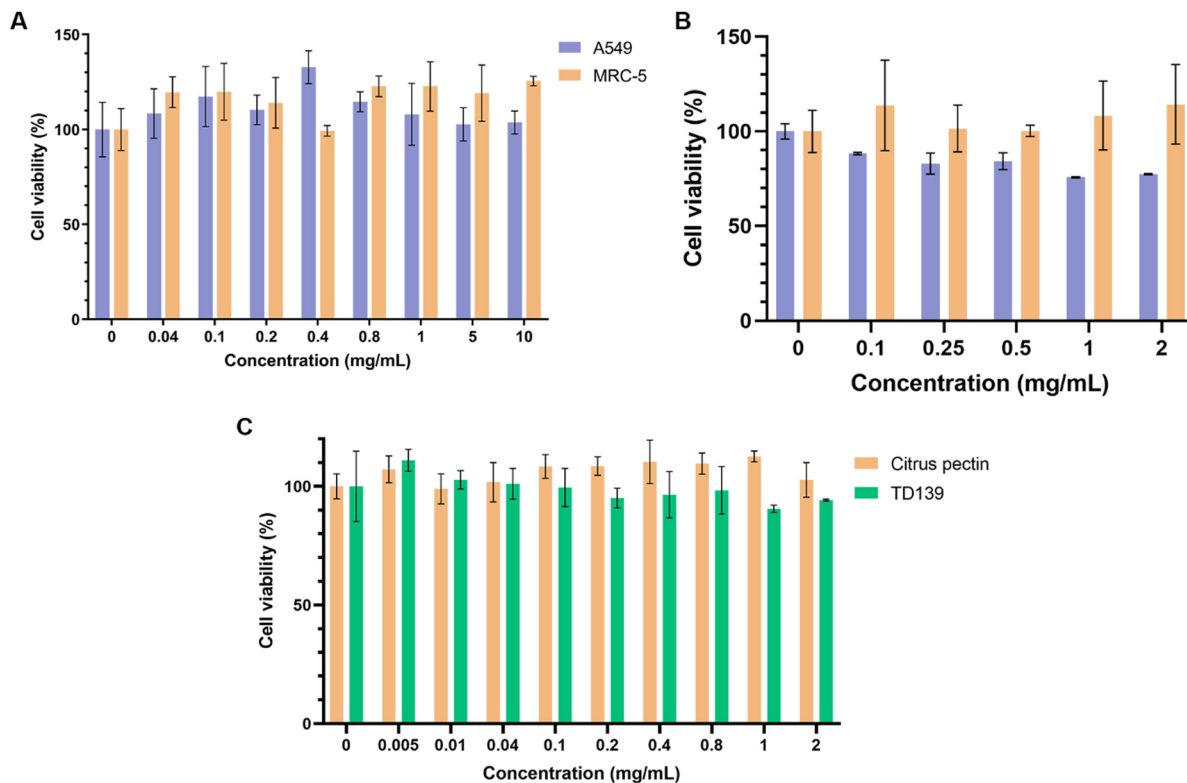 A
150
100
50
0
Cell viability (%)
0 0.04 0.1 0.2 0.4 0.8 1 5 10
Concentration (mg/mL)
A549
MRC-5
B
150
100
50
0
Cell viability (%)
0 0.1 0.25 0.5 1 2
Concentration (mg/mL)
C
100
50
0
Cell viability (%)
0 0.005 0.01 0.04 0.1 0.2 0.4 0.8 1 2
Concentration (mg/mL)
Citrus pectin
TD139